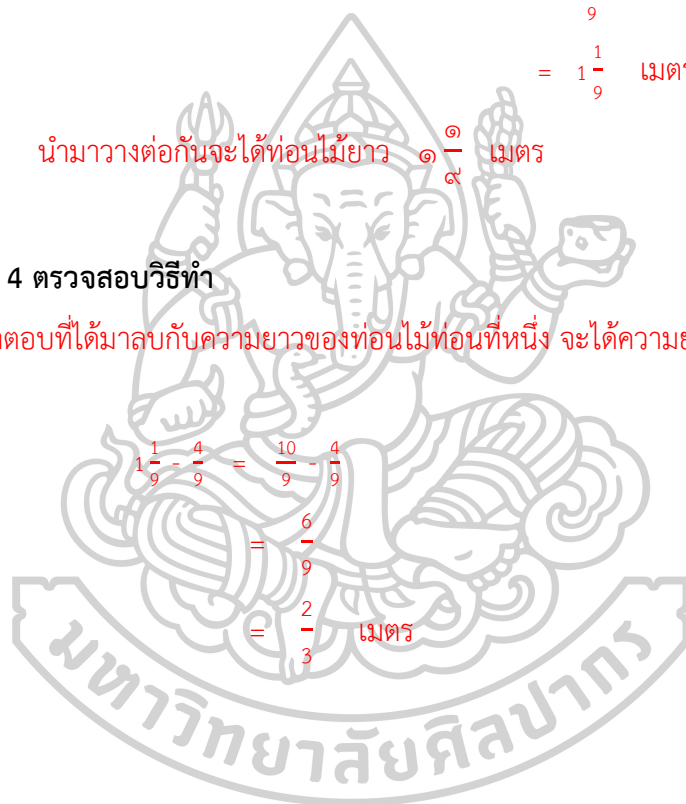 9
= 1 1/9 เมตร
นำมาวางต่อกันจะได้ท่อนไม้ยาว ๑ ๑/๙ เมตร
4 ตรวจสอบวิธีทำ
ตอบที่ได้มาลบกับความยาวของท่อนไม้ท่อนที่หนึ่ง จะได้ความย
1 1/9 - 4/9 = 10/9 - 4/9
= 6/9
= 2/3 เมตร
มหาวิทยาลัยศิลปากร